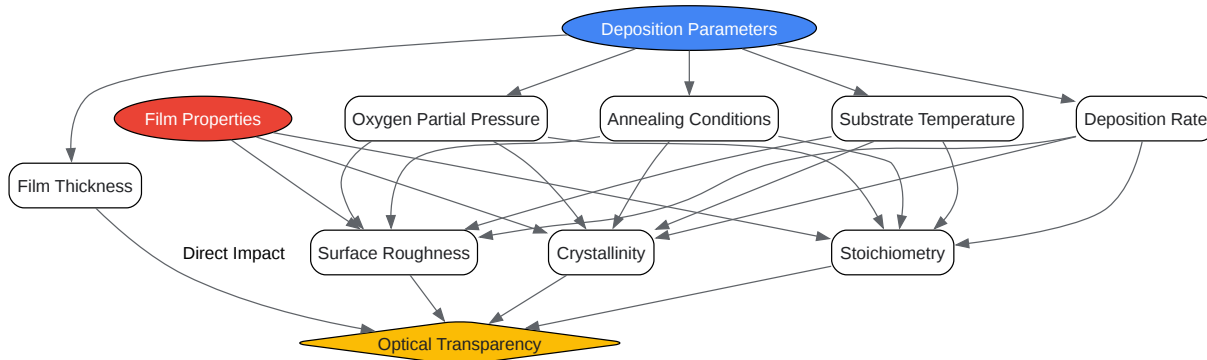 Deposition Parameters
Film Properties
Oxygen Partial Pressure
Annealing Conditions
Substrate Temperature
Deposition Rate
Film Thickness
Direct Impact
Surface Roughness
Crystallinity
Stoichiometry
Optical Transparency